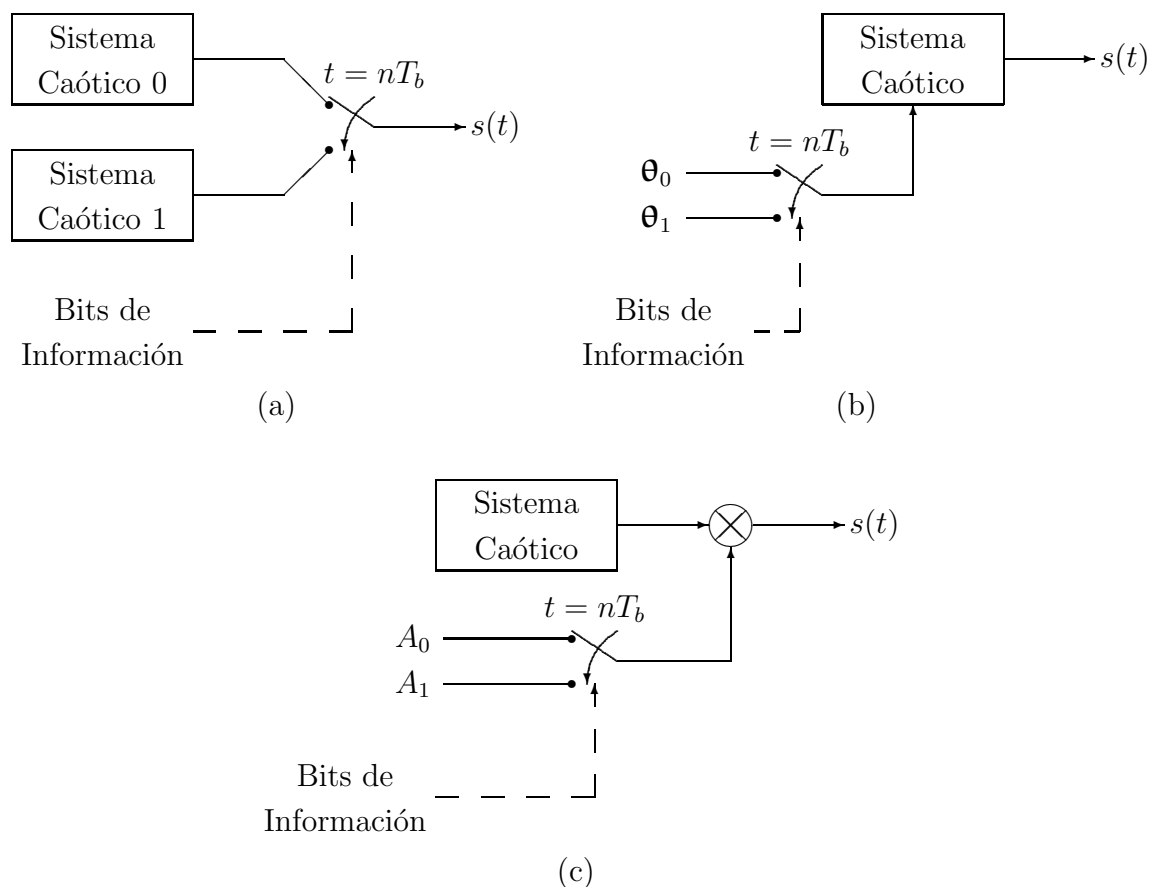 Sistema
Caótico 0
t = nT_b
s(t)
Sistema
Caótico 1
Bits de
Información
(a)
Sistema
Caótico
s(t)
t = nT_b
θ_0
θ_1
Bits de
Información
(b)
Sistema
Caótico
s(t)
t = nT_b
A_0
A_1
Bits de
Información
(c)